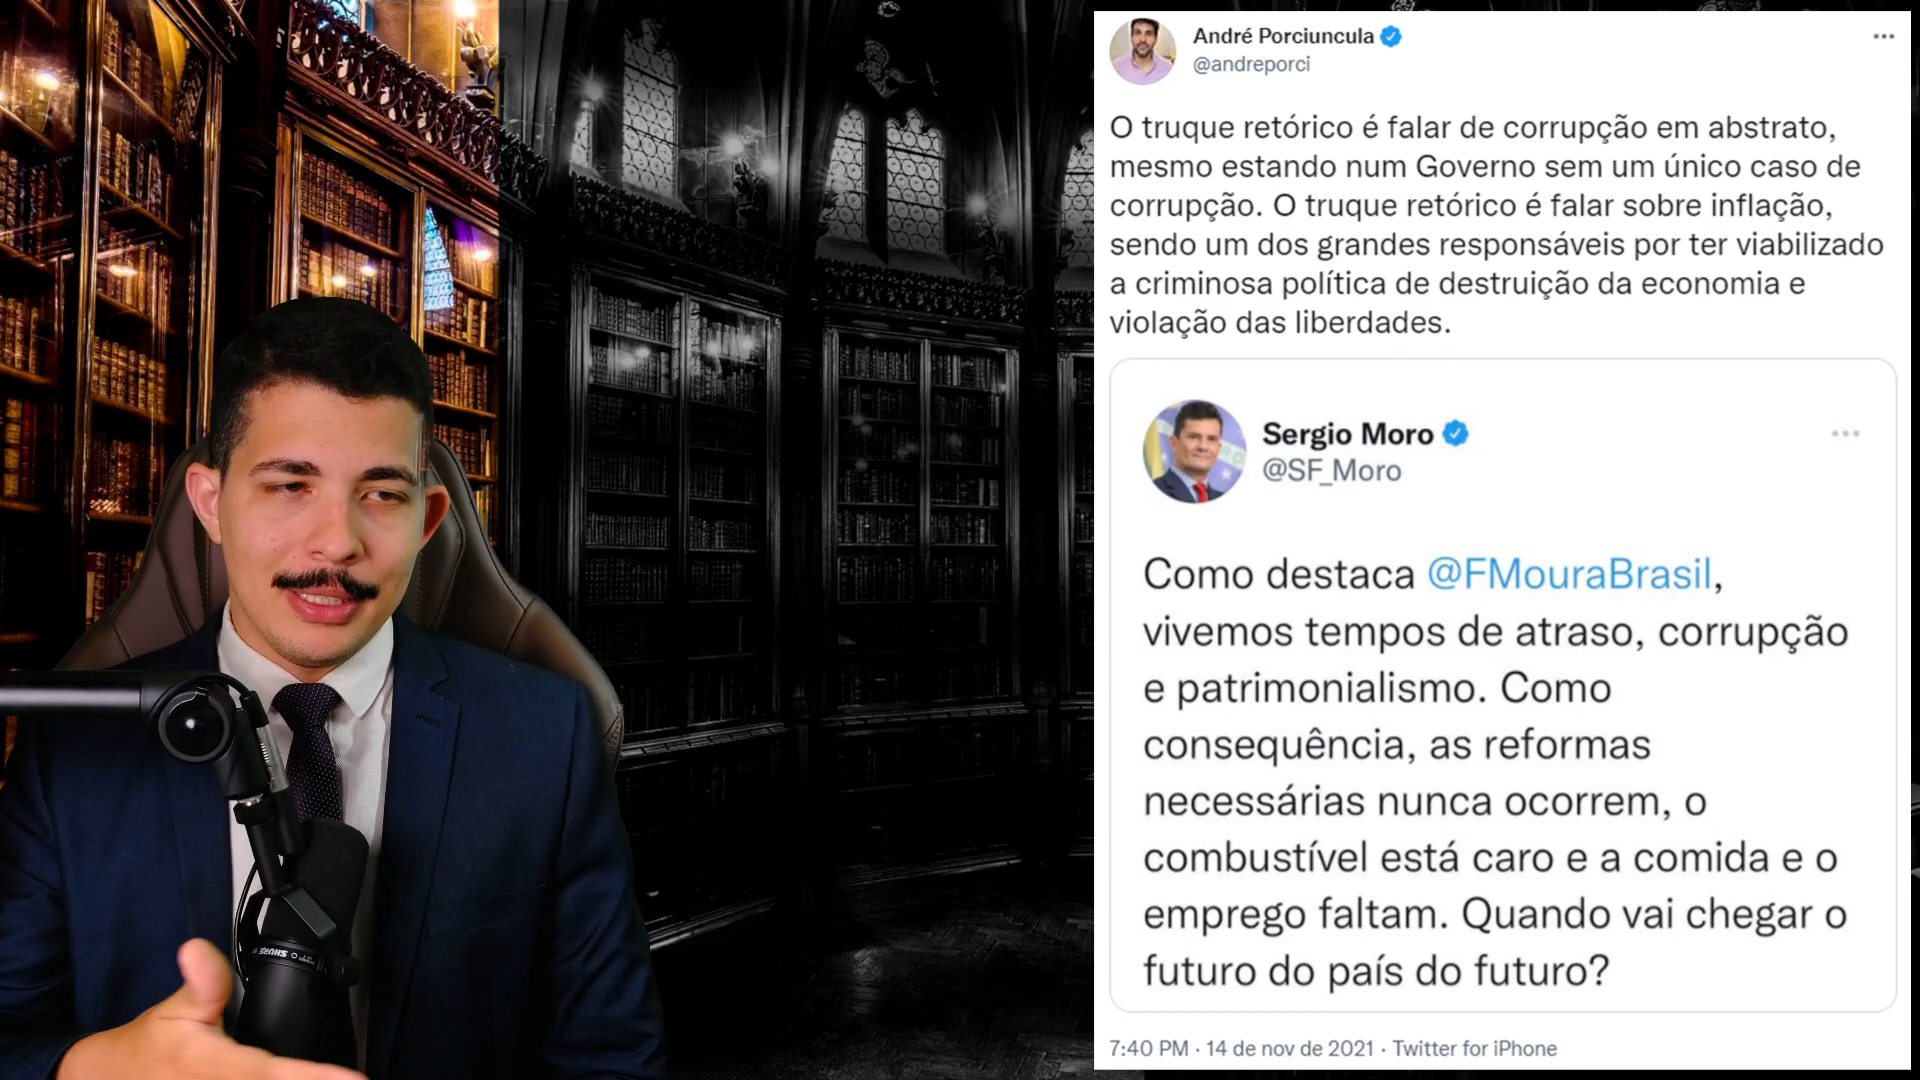 André Porciuncula
@andreporci
O truque retórico é falar de corrupção em abstrato,
mesmo estando num Governo sem um único caso de
corrupção. O truque retórico é falar sobre inflação,
sendo um dos grandes responsáveis por ter viabilizado
a criminosa política de destruição da economia e
violação das liberdades.
Sergio Moro
@SF_Moro
Como destaca @FMouraBrasil,
vivemos tempos de atraso, corrupção
e patrimonialismo. Como
consequência, as reformas
necessárias nunca ocorrem, o
combustível está caro e a comida e o
emprego faltam. Quando vai chegar o
futuro do país do futuro?
7:40 PM · 14 de nov de 2021 · Twitter for iPhone
SHURE